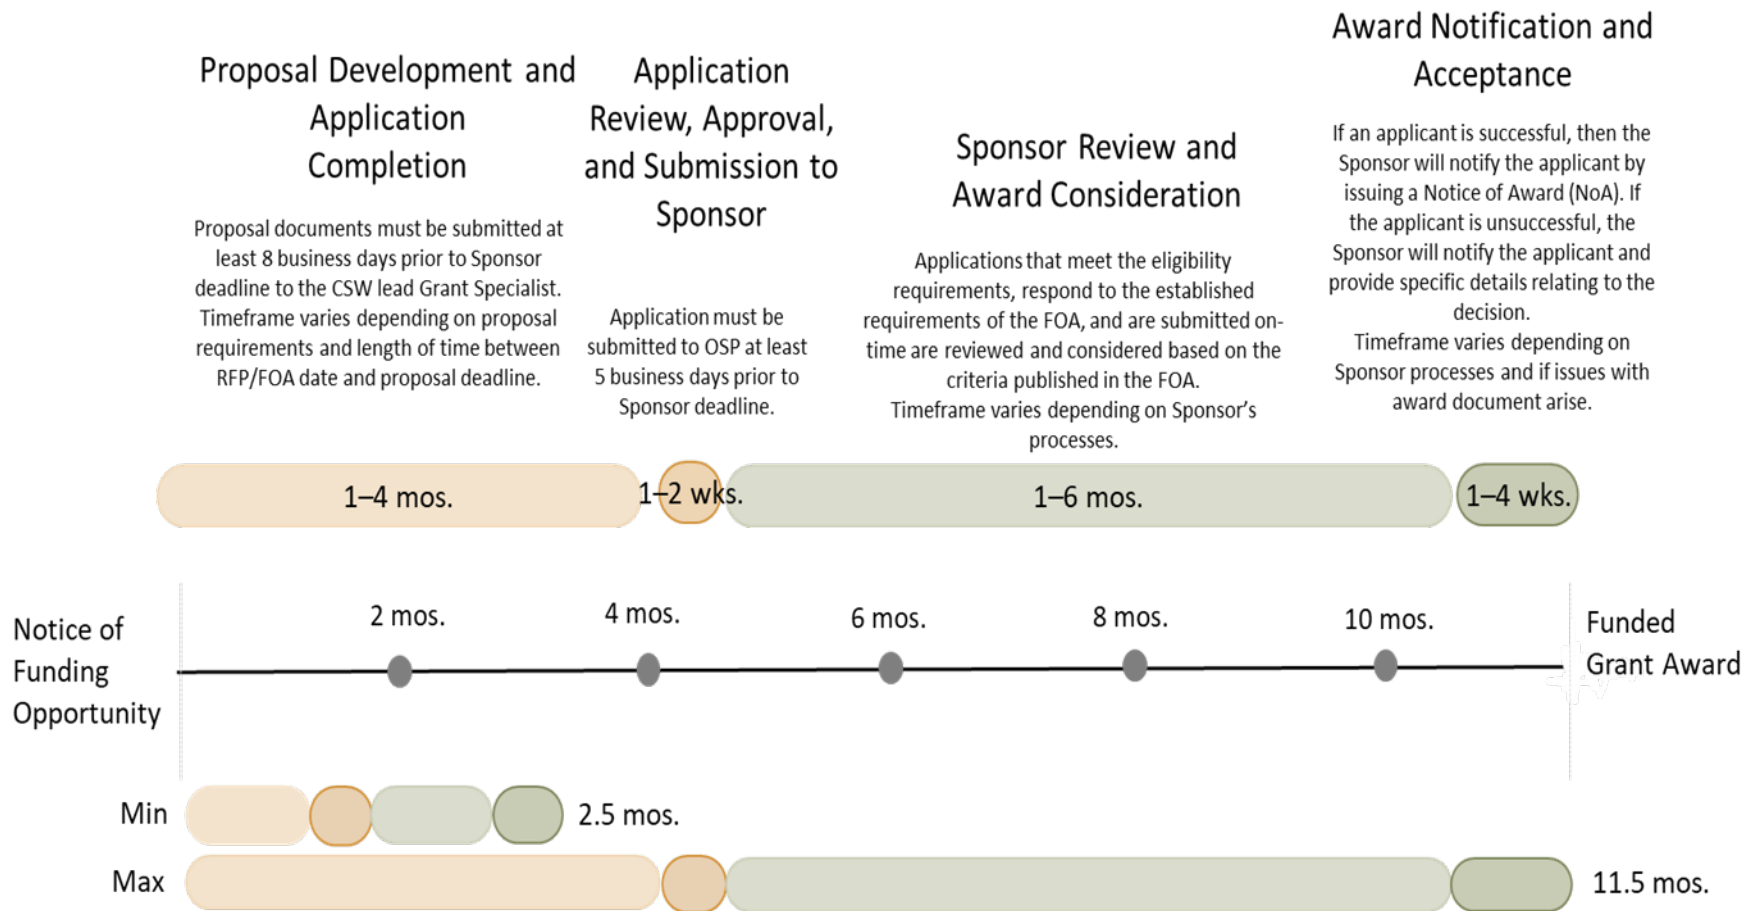 Proposal Development and
Application
Completion
Proposal documents must be submitted at
least 8 business days prior to Sponsor
deadline to the CSW lead Grant Specialist.
Timeframe varies depending on proposal
requirements and length of time between
RFP/FOA date and proposal deadline.
Application
Review, Approval,
and Submission to
Sponsor
Application must be
submitted to OSP at least
5 business days prior to
Sponsor deadline.
Sponsor Review and
Award Consideration
Applications that meet the eligibility
requirements, respond to the established
requirements of the FOA, and are submitted on-
time are reviewed and considered based on the
criteria published in the FOA.
Timeframe varies depending on Sponsor’s
processes.
Award Notification and
Acceptance
If an applicant is successful, then the
Sponsor will notify the applicant by
issuing a Notice of Award (NoA). If
the applicant is unsuccessful, the
Sponsor will notify the applicant and
provide specific details relating to the
decision.
Timeframe varies depending on
Sponsor processes and if issues with
award document arise.
1–4 mos.
1–2 wks.
1–6 mos.
1–4 wks.
Notice of
Funding
Opportunity
2 mos.
4 mos.
6 mos.
8 mos.
10 mos.
Funded
Grant Award
Min
2.5 mos.
Max
11.5 mos.